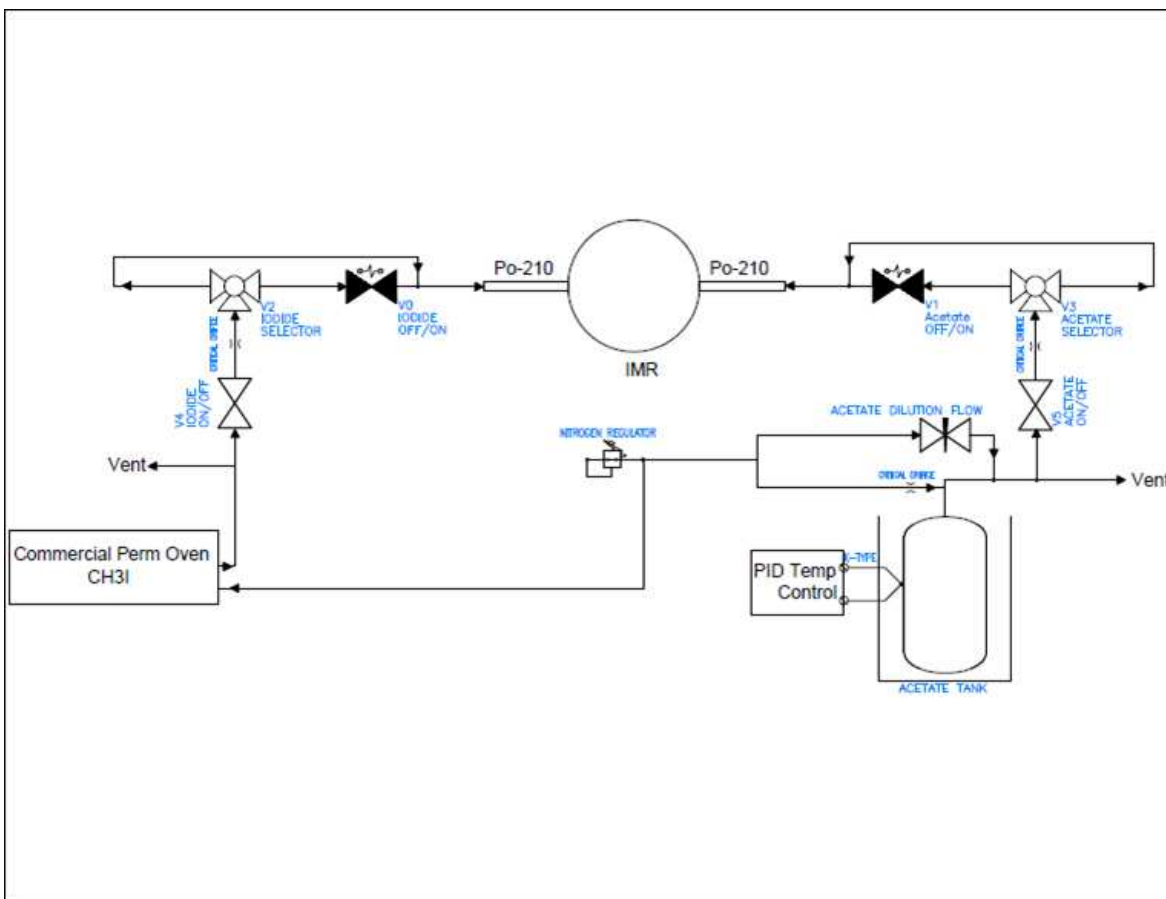 Po-210
Po-210
V2
IODIDE
SELECTOR
V0
IODIDE
OFF/ON
V1
Acetate
OFF/ON
V3
ACETATE
SELECTOR
CRITICAL ORIFICE
CRITICAL ORIFICE
IMR
V4
IODIDE
ON/OFF
V5
ACETATE
ON/OFF
ACETATE DILUTION FLOW
NITROGEN REGULATOR
Vent
CRITICAL ORIFICE
Vent
Commercial Perm Oven
CH3I
K-TYPE
PID Temp
Control
ACETATE TANK